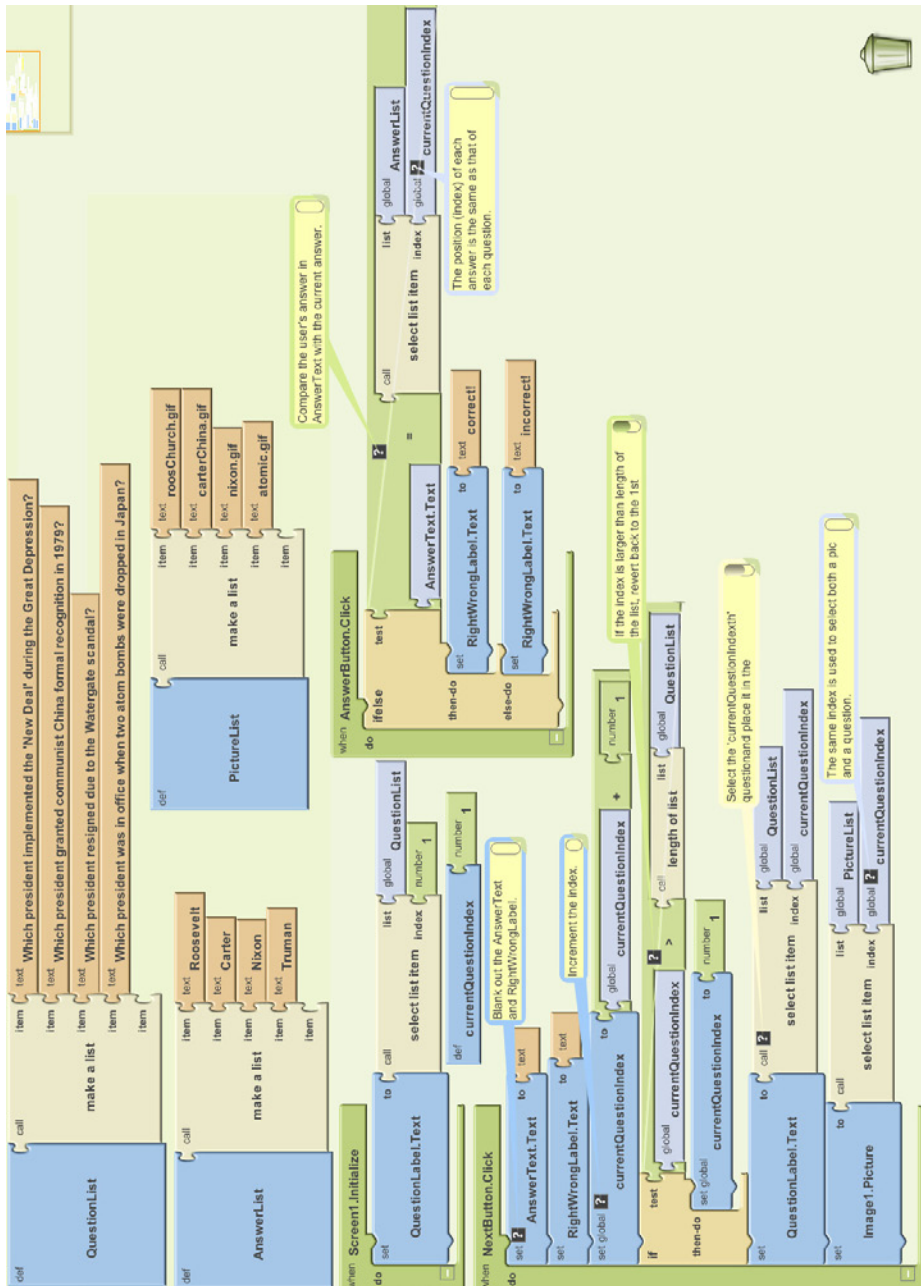 def
QuestionList
call
make a list
item
text Which president implemented the 'New Deal' during the Great Depression?
item
text Which president granted communist China formal recognition in 1979?
item
text Which president resigned due to the Watergate scandal?
item
text Which president was in office when two atom bombs were dropped in Japan?
item
def
AnswerList
call
make a list
item
text Roosevelt
item
text Carter
item
text Nixon
item
text Truman
item
def
PictureList
call
make a list
item
text roosChurch.gif
item
text carterChina.gif
item
text nixon.gif
item
text atomic.gif
item
when Screen1.Initialize
do
set QuestionLabel.Text to
call
select list item
list
global QuestionList
index
number 1
def currentQuestionIndex
number 1
when AnswerButton.Click
do
ifelse
test
AnswerText.Text
?
=
call
select list item
list
global AnswerList
index
global ? currentQuestionIndex
Compare the user's answer in
AnswerText with the current answer.
The position (index) of each
answer is the same as that of
each question.
then-do
set RightWrongLabel.Text to
text correct!
else-do
set RightWrongLabel.Text to
text incorrect!
when NextButton.Click
do
set ? AnswerText.Text to
text
set RightWrongLabel.Text to
text
Blank out the AnswerText
and RightWrongLabel.
set global ? currentQuestionIndex to
global currentQuestionIndex
+
number 1
Increment the index.
if
test
global currentQuestionIndex
?
>
call length of list
list
global QuestionList
If the index is larger than length of
the list, revert back to the 1st
then-do
set global currentQuestionIndex to
number 1
set QuestionLabel.Text to
call ?
select list item
list
global QuestionList
index
global currentQuestionIndex
Select the 'currentQuestionIndexth'
questionand place it in the
set Image1.Picture to
call
select list item
list
global PictureList
index
global ? currentQuestionIndex
The same index is used to select both a pic
and a question.